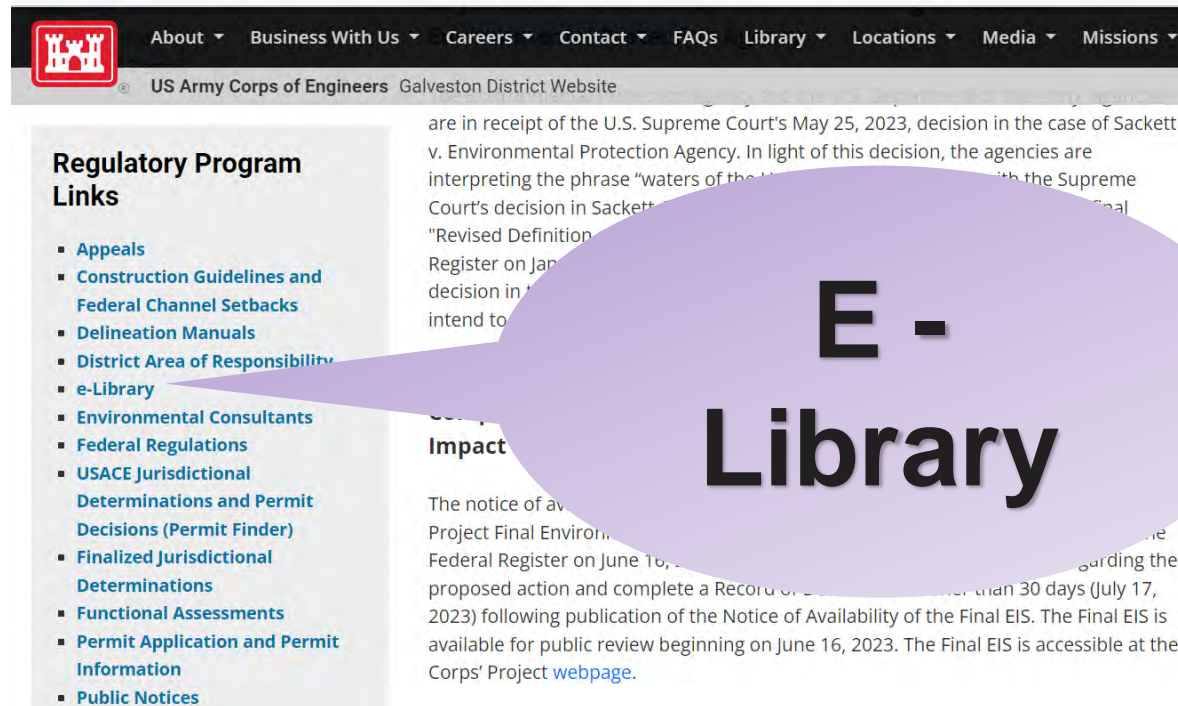 About Business With Us Careers Contact FAQs Library Locations Media Missions
US Army Corps of Engineers Galveston District Website
Regulatory Program
Links
Appeals
Construction Guidelines and
Federal Channel Setbacks
Delineation Manuals
District Area of Responsibility
e-Library
Environmental Consultants
Federal Regulations
USACE Jurisdictional
Determinations and Permit
Decisions (Permit Finder)
Finalized Jurisdictional
Determinations
Functional Assessments
Permit Application and Permit
Information
Public Notices
are in receipt of the U.S. Supreme Court's May 25, 2023, decision in the case of Sackett
v. Environmental Protection Agency. In light of this decision, the agencies are
interpreting the phrase “waters of the the Supreme
Court’s decision in Sackett
"Revised Definition
Register on
decision in
intend to
Impact
The notice of
Project Final
Federal Register on June 16, the
proposed action and complete a than 30 days (July 17,
2023) following publication of the Notice of Availability of the Final EIS. The Final EIS is
available for public review beginning on June 16, 2023. The Final EIS is accessible at the
Corps’ Project webpage.
E -
Library